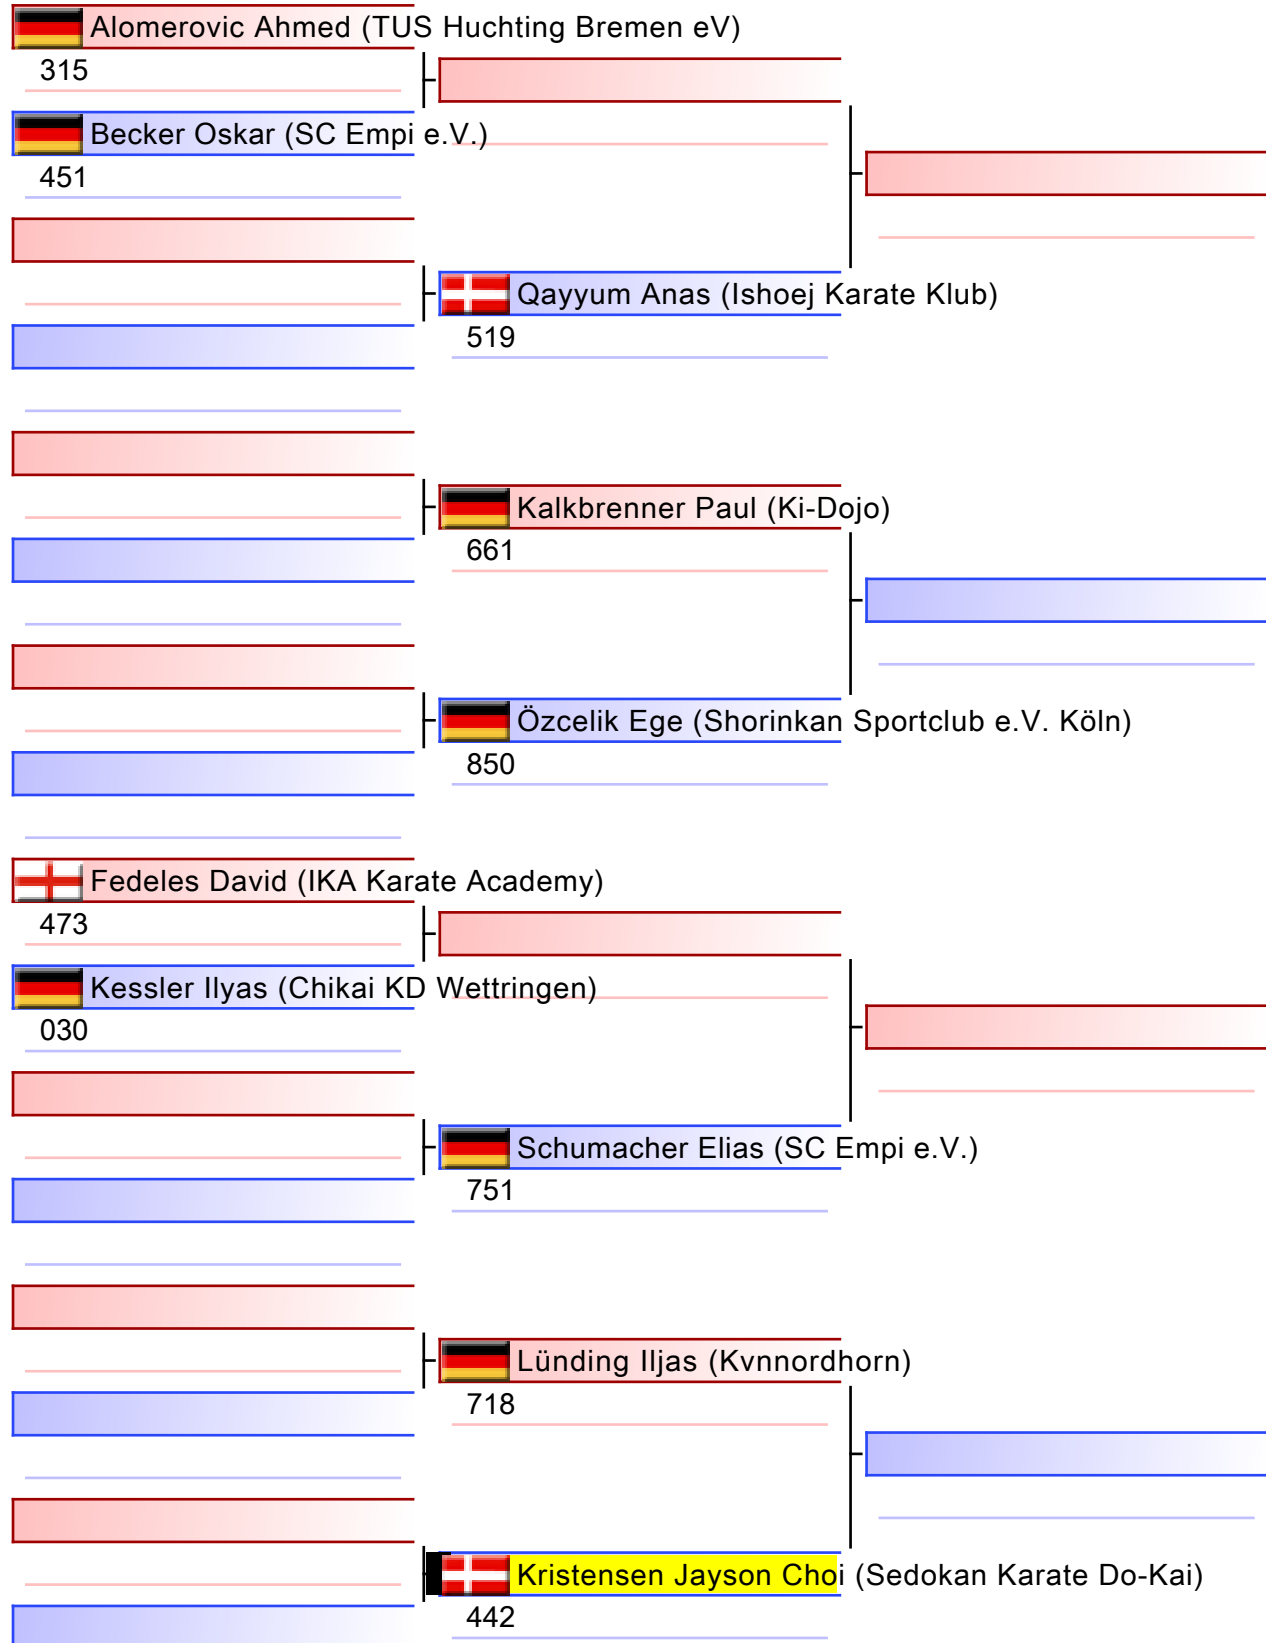 Alomerovic Ahmed (TUS Huchting Bremen eV)
315
Becker Oskar (SC Empi e.V.)
451
Qayyum Anas (Ishoej Karate Klub)
519
Kalkbrenner Paul (Ki-Dojo)
661
Özcelik Ege (Shorinkan Sportclub e.V. Köln)
850
Fedeles David (IKA Karate Academy)
473
Kessler Ilyas (Chikai KD Wettringen)
030
Schumacher Elias (SC Empi e.V.)
751
Lünding Iljas (Kvnnordhorn)
718
Kristensen Jayson Choi (Sedokan Karate Do-Kai)
442